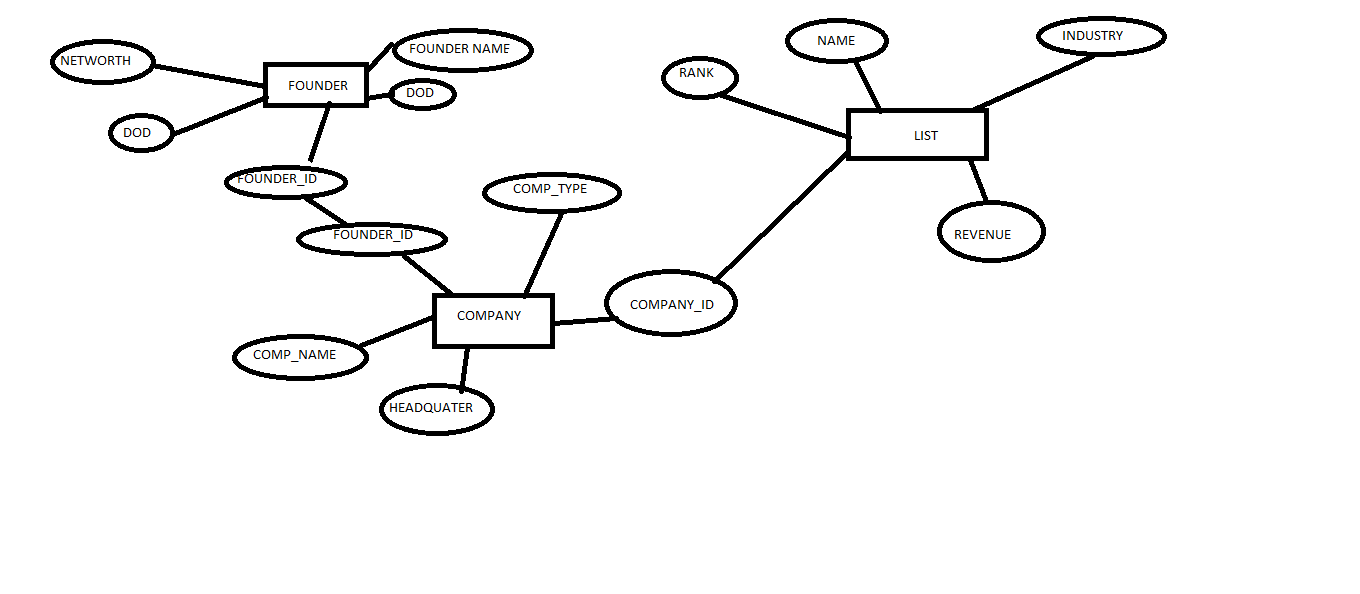 NETWORTH
FOUNDER
FOUNDER NAME
DOD
DOD
FOUNDER_ID
FOUNDER_ID
COMP_TYPE
COMPANY
COMPANY_ID
COMP_NAME
HEADQUATER
RANK
NAME
INDUSTRY
LIST
REVENUE